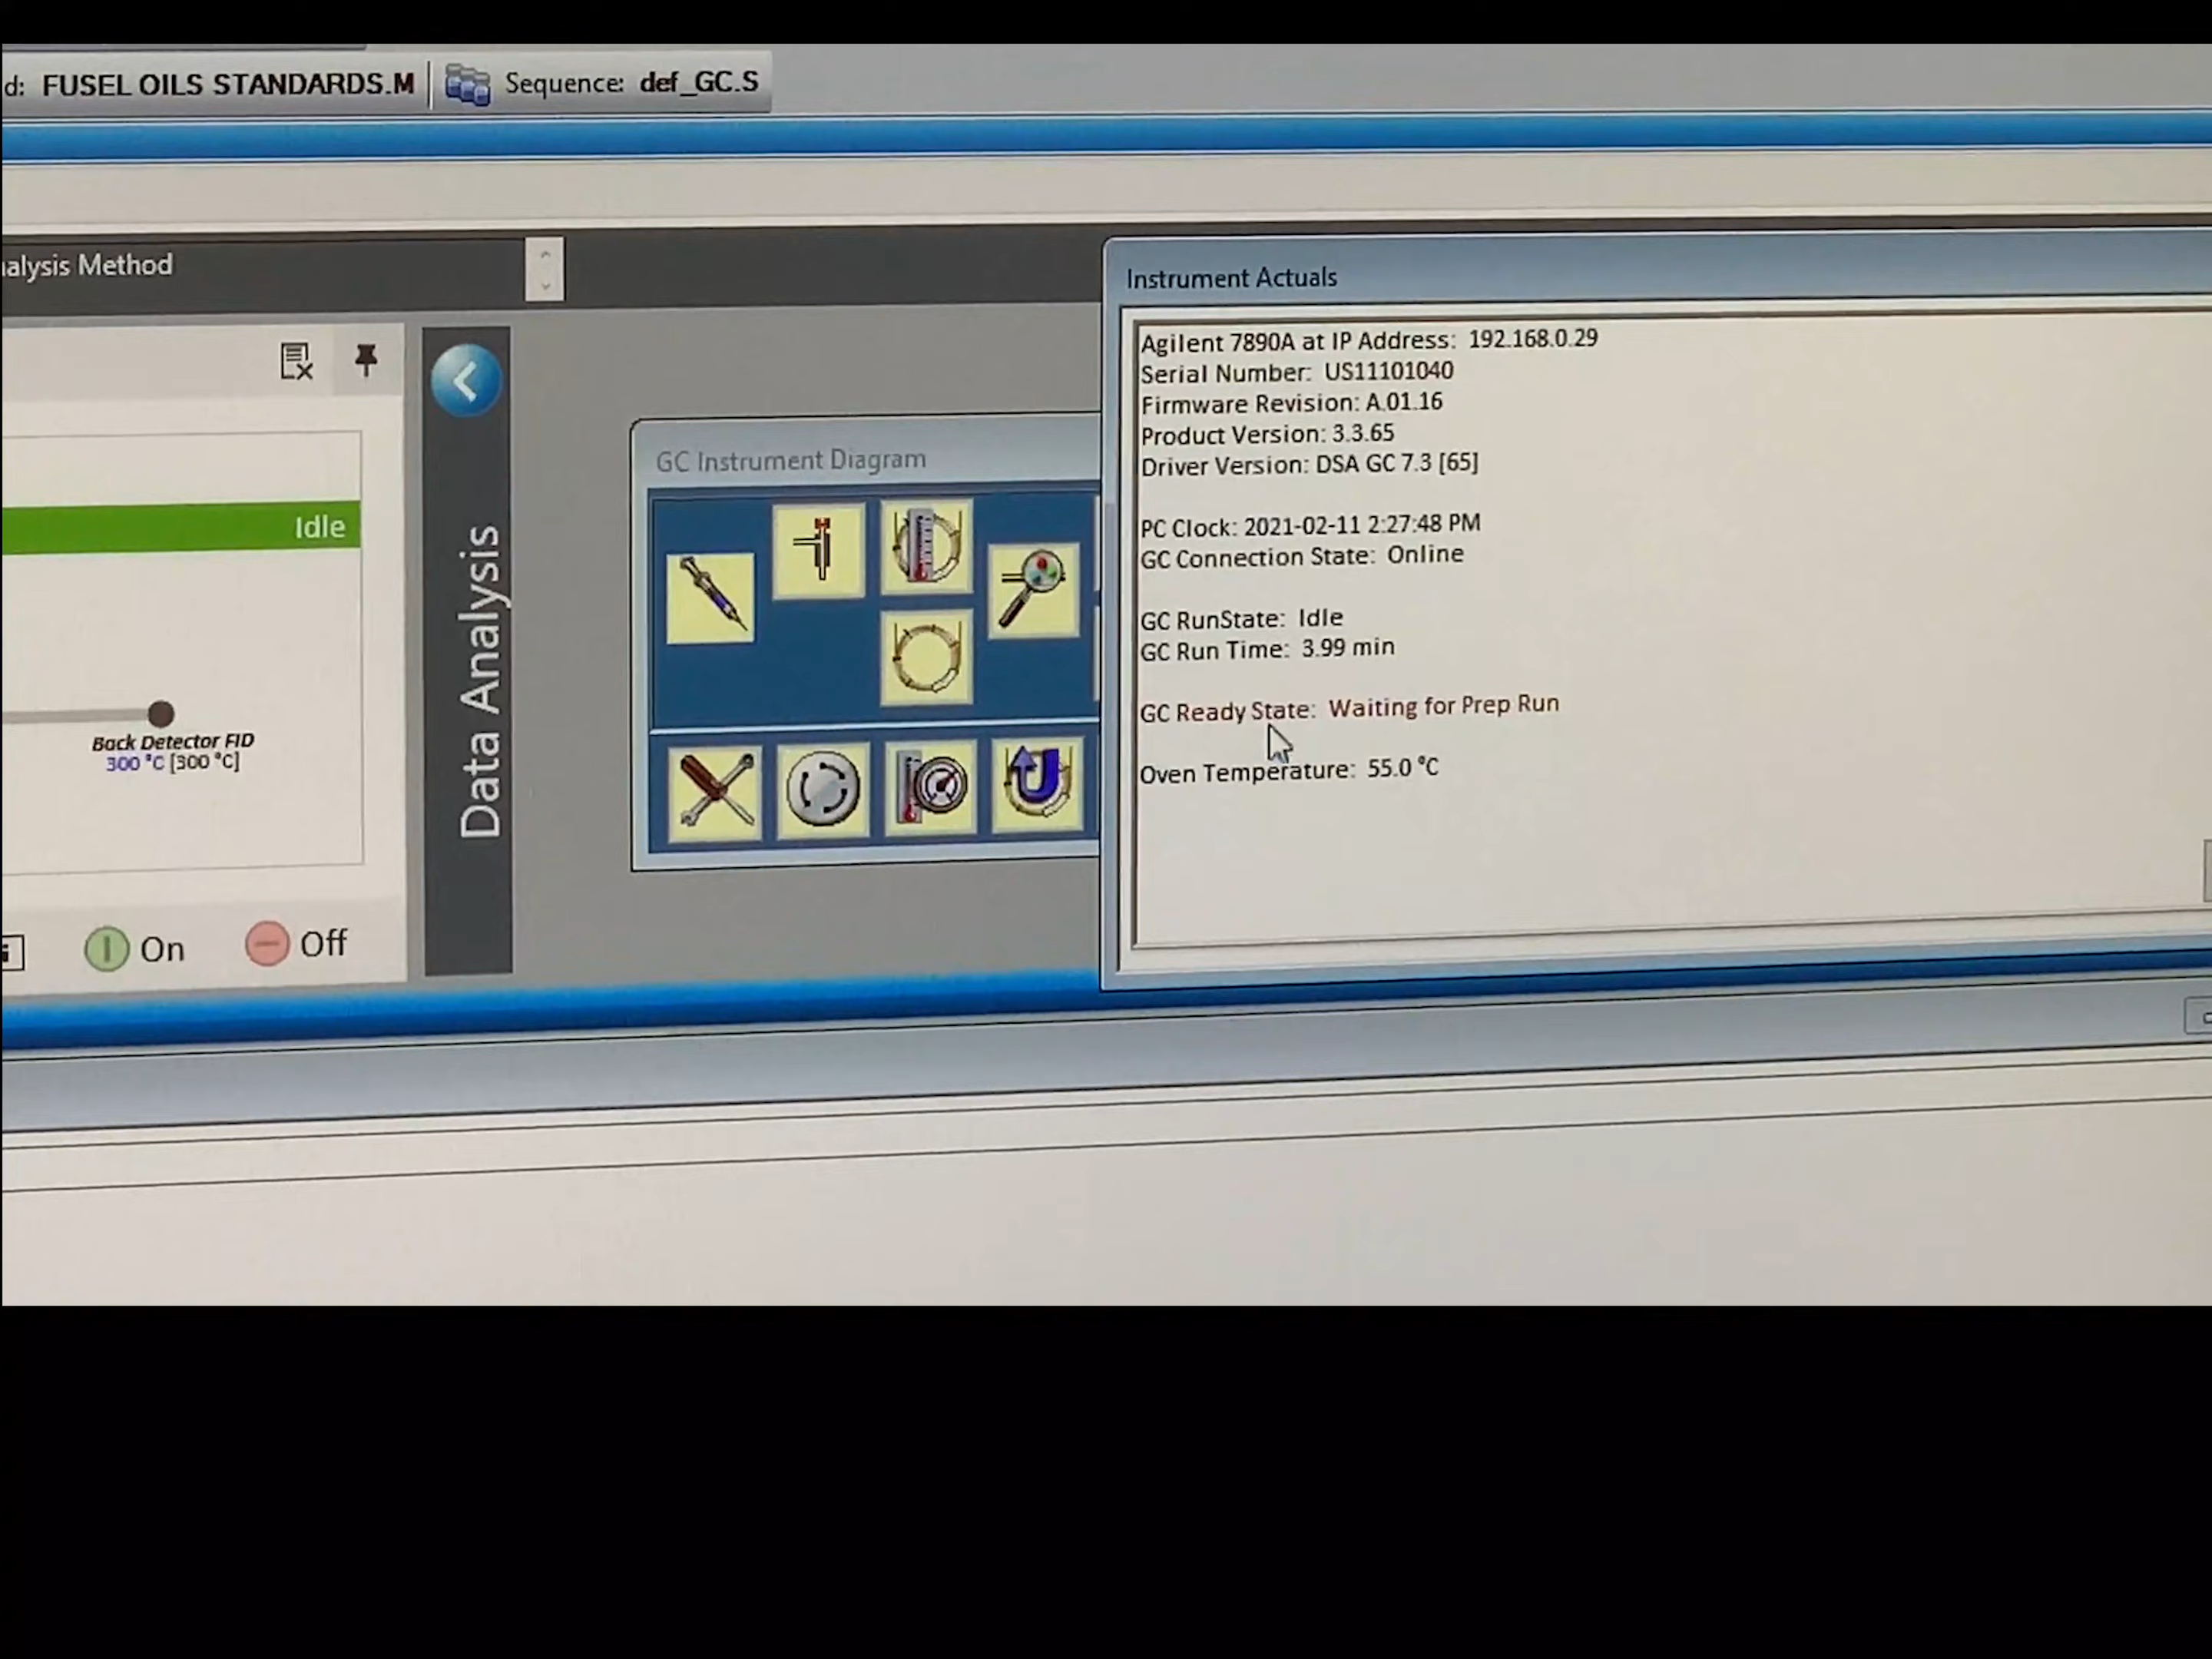 d: FUSEL OILS STANDARDS.M Sequence: def_GC.S
alysis Method
Idle
Back Detector FID
300 °C [300 °C]
On Off
Data Analysis
GC Instrument Diagram
Instrument Actuals
Agilent 7890A at IP Address: 192.168.0.29
Serial Number: US11101040
Firmware Revision: A.01.16
Product Version: 3.3.65
Driver Version: DSA GC 7.3 [65]
PC Clock: 2021-02-11 2:27:48 PM
GC Connection State: Online
GC RunState: Idle
GC Run Time: 3.99 min
GC Ready State: Waiting for Prep Run
Oven Temperature: 55.0 °C